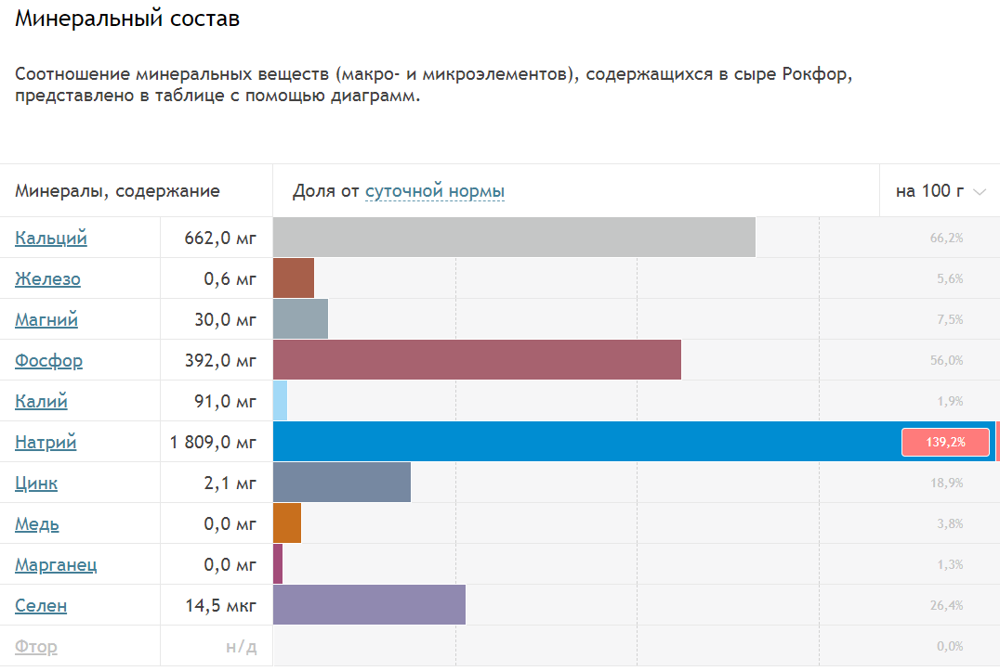 Минеральный состав
Соотношение минеральных веществ (макро- и микроэлементов), содержащихся в сыре Рокфор,
представлено в таблице с помощью диаграмм.
Минералы, содержание Доля от суточной нормы на 100 г
Кальций 662,0 мг 66,2%
Железо 0,6 мг 5,6%
Магний 30,0 мг 7,5%
Фосфор 392,0 мг 56,0%
Калий 91,0 мг 1,9%
Натрий 1 809,0 мг 139,2%
Цинк 2,1 мг 18,9%
Медь 0,0 мг 3,8%
Марганец 0,0 мг 1,3%
Селен 14,5 мкг 26,4%
Фтор н/д 0,0%